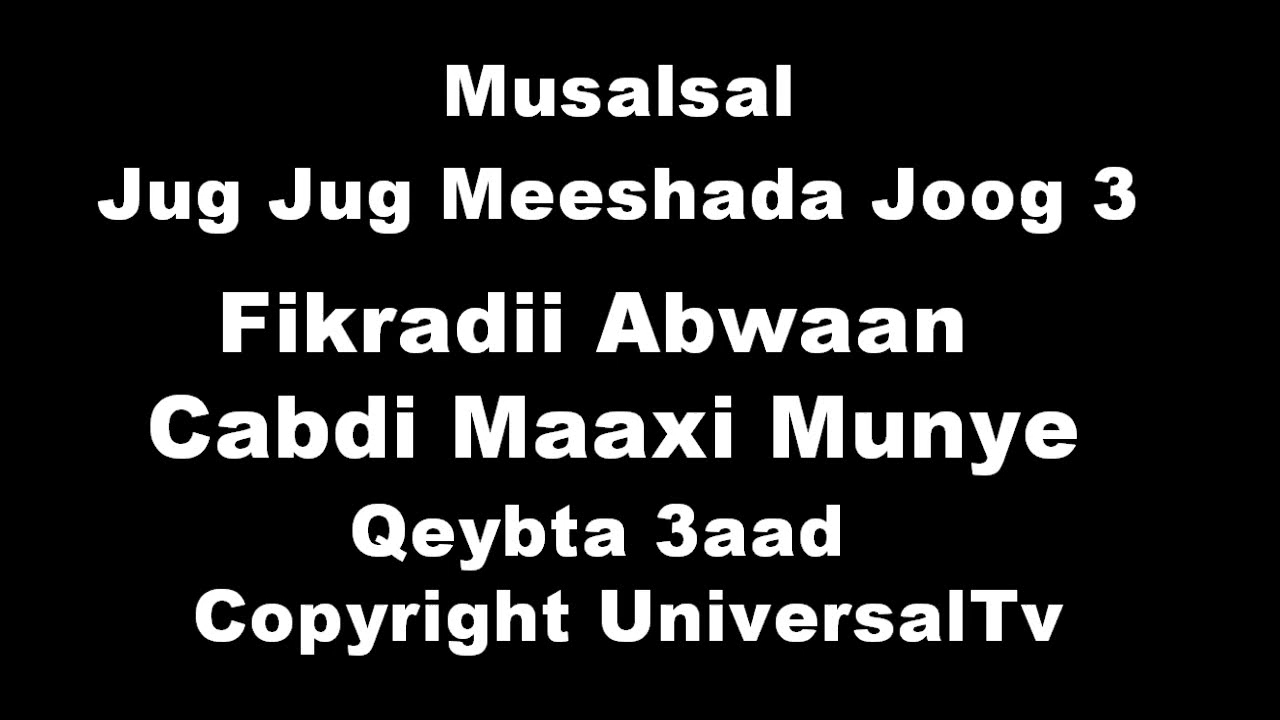 Musalsal
Jug Jug Meeshada Joog 3
Fikradii Abwaan
Cabdi Maaxi Munye
Qeybta 3aad
Copyright UniversalTv